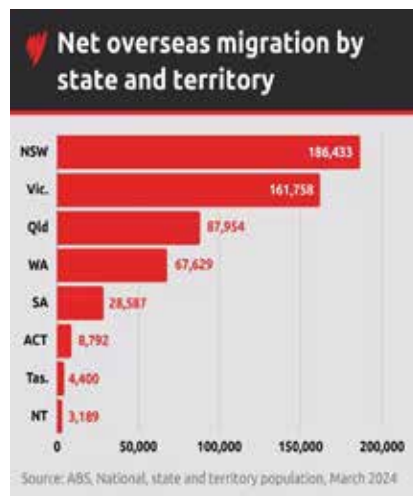 Net overseas migration by
state and territory
NSW 186,433
Vic. 161,758
Qld 87,954
WA 67,629
SA 28,587
ACT 8,792
Tas. 4,400
NT 3,189
0 50,000 100,000 150,000 200,000
Source: ABS, National, state and territory population, March 2024